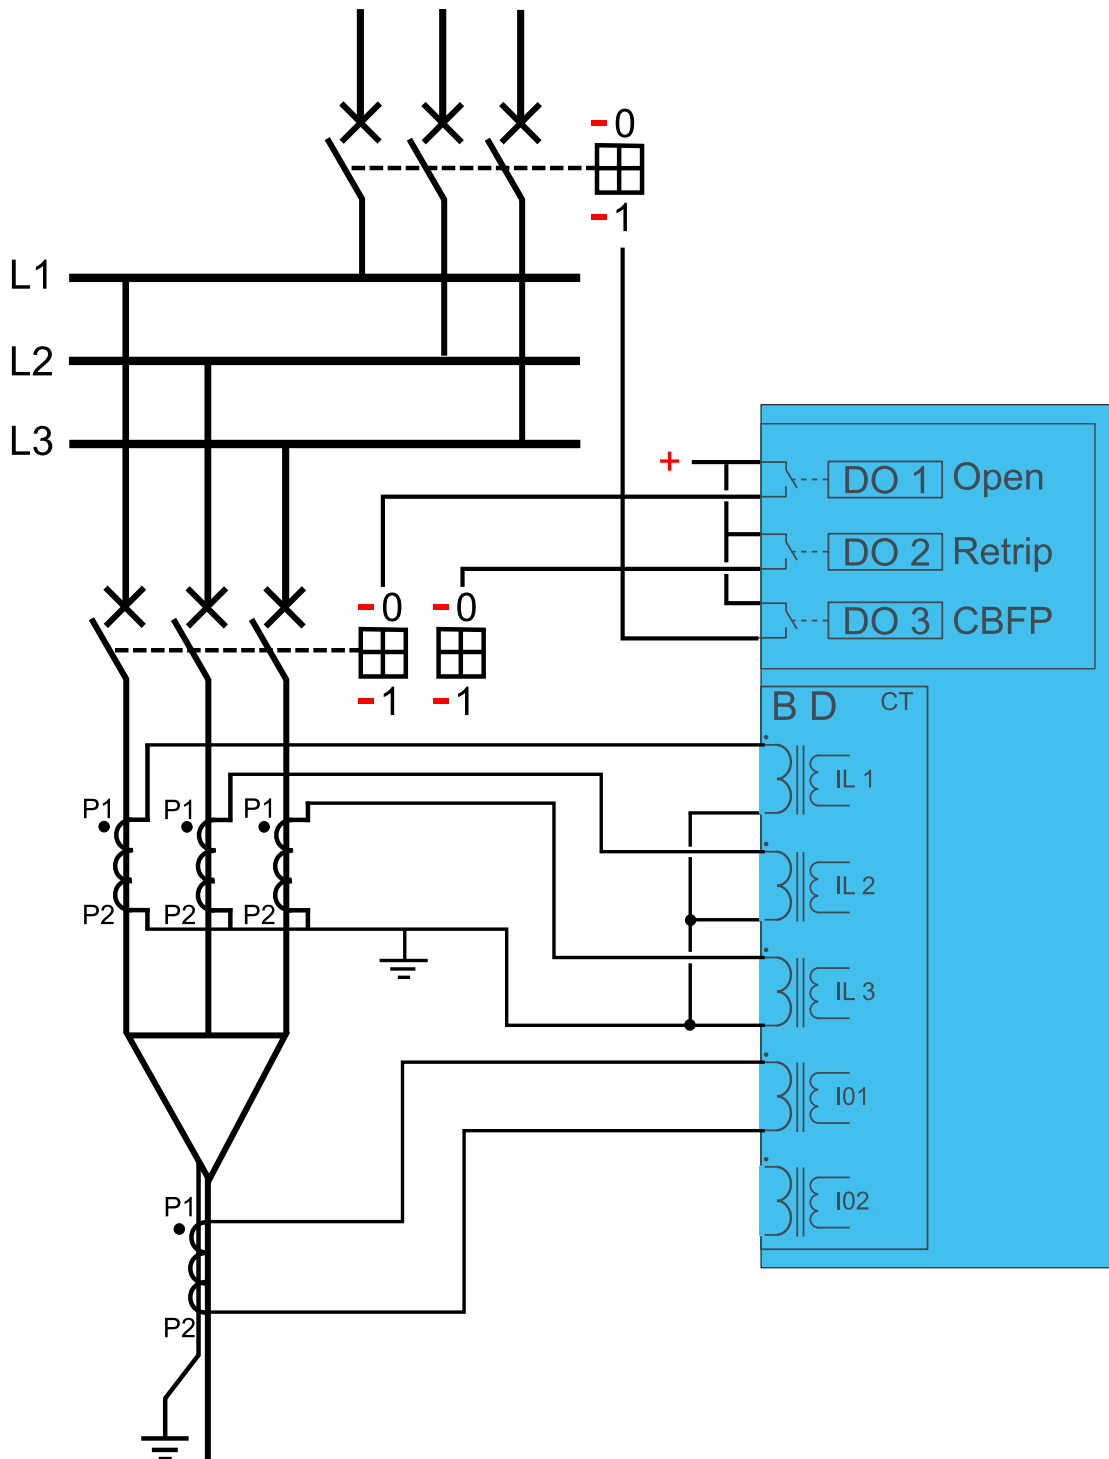 - 0
- 1
L1
L2
L3
+
DO 1 Open
DO 2 Retrip
DO 3 CBFP
- 0 - 0
- 1 - 1
B D CT
IL 1
P1 P1 P1
IL 2
P2 P2 P2
IL 3
I01
I02
P1
P2